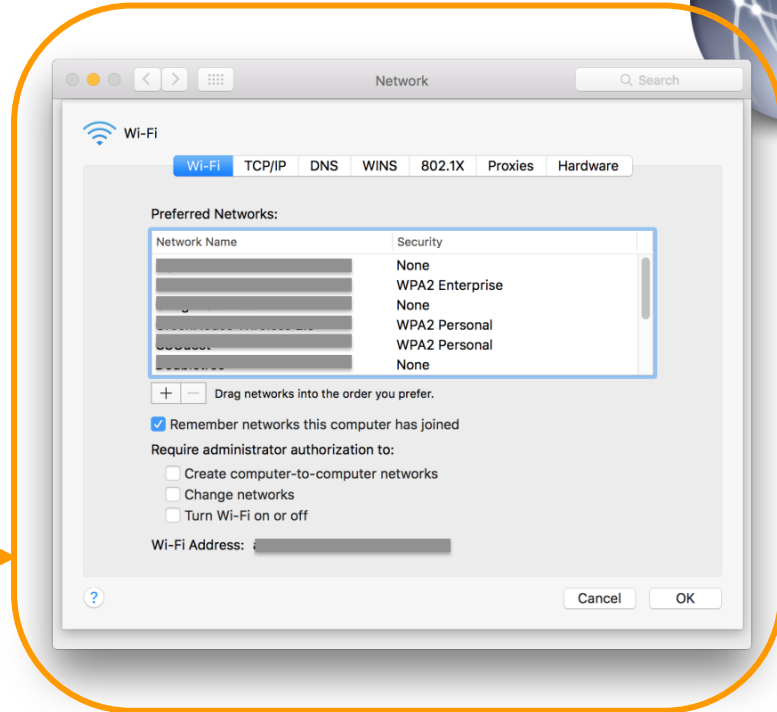 Network
Search
Wi-Fi
Wi-Fi TCP/IP DNS WINS 802.1X Proxies Hardware
Preferred Networks:
Network Name Security
None
WPA2 Enterprise
None
WPA2 Personal
WPA2 Personal
None
+ − Drag networks into the order you prefer.
Remember networks this computer has joined
Require administrator authorization to:
Create computer-to-computer networks
Change networks
Turn Wi-Fi on or off
Wi-Fi Address:
? Cancel OK